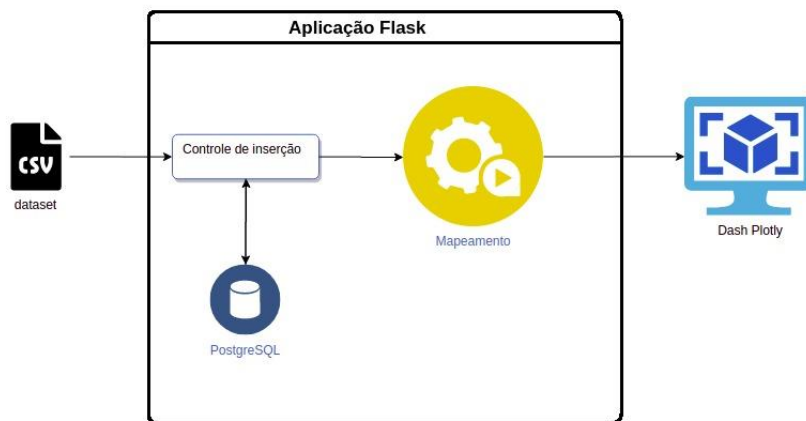 Aplicação Flask
CSV
dataset
Controle de inserção
Mapeamento
PostgreSQL
Dash Plotly